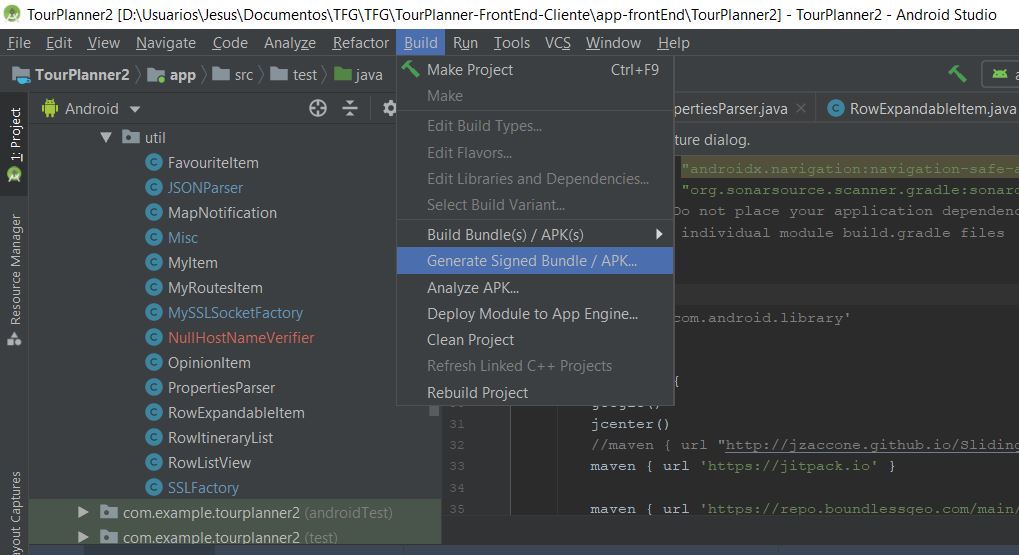 TourPlanner2 [D:\Usuarios\Jesus\Documentos\TFG\TFG\TourPlanner-FrontEnd-Cliente\app-frontEnd\TourPlanner2] - TourPlanner2 - Android Studio
File Edit View Navigate Code Analyze Refactor Build Run Tools VCS Window Help
TourPlanner2 app src test java
Android
1: Project
Resource Manager
ayout Captures
util
FavouriteItem
JSONParser
MapNotification
Misc
MyItem
MyRoutesItem
MySSLSocketFactory
NullHostNameVerifier
OpinionItem
PropertiesParser
RowExpandableItem
RowItineraryList
RowListView
SSLFactory
com.example.tourplanner2 (androidTest)
com.example.tourplanner2 (test)
Make Project Ctrl+F9
Make
Edit Build Types...
Edit Flavors...
Edit Libraries and Dependencies...
Select Build Variant...
Build Bundle(s) / APK(s)
Generate Signed Bundle / APK...
Analyze APK...
Deploy Module to App Engine...
Clean Project
Refresh Linked C++ Projects
Rebuild Project
opertiesParser.java RowExpandableItem.java
ture dialog.
"androidx.navigation:navigation-safe-a
"org.sonarsource.scanner.gradle:sonarq
Do not place your application dependenc
individual module build.gradle files
com.android.library'
{
google()
31 jcenter()
32 //maven { url "http://jzaccone.github.io/Sliding
33 maven { url 'https://jitpack.io' }
34
35 maven { url 'https://repo.boundlessgeo.com/main/